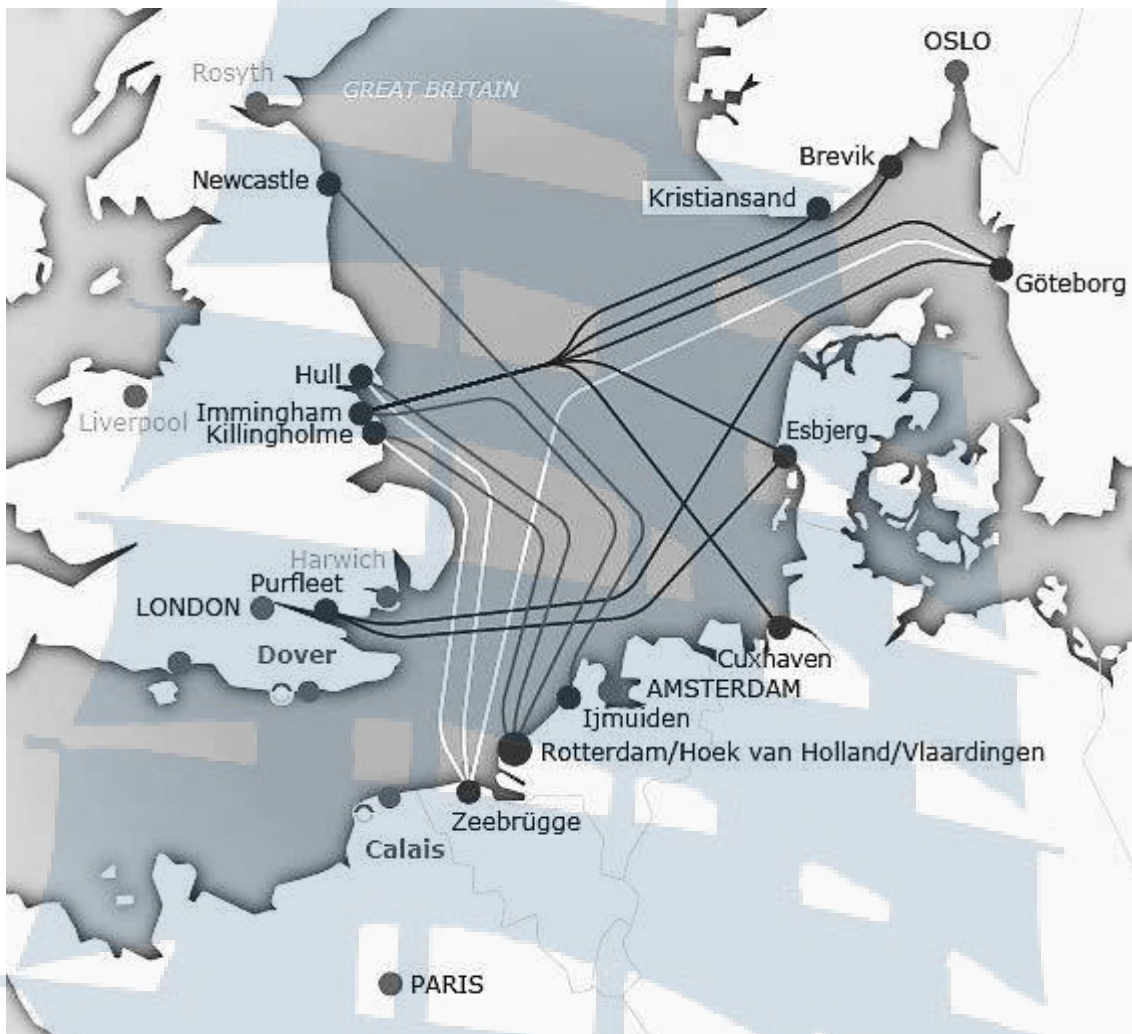 OSLO
Rosyth
GREAT BRITAIN
Brevik
Newcastle
Kristiansand
Göteborg
Hull
Immingham
Liverpool
Killingholme
Esbjerg
Harwich
Purfleet
LONDON
Dover
Cuxhaven
AMSTERDAM
Ijmuiden
Rotterdam/Hoek van Holland/Vlaardingen
Zeebrügge
Calais
PARIS